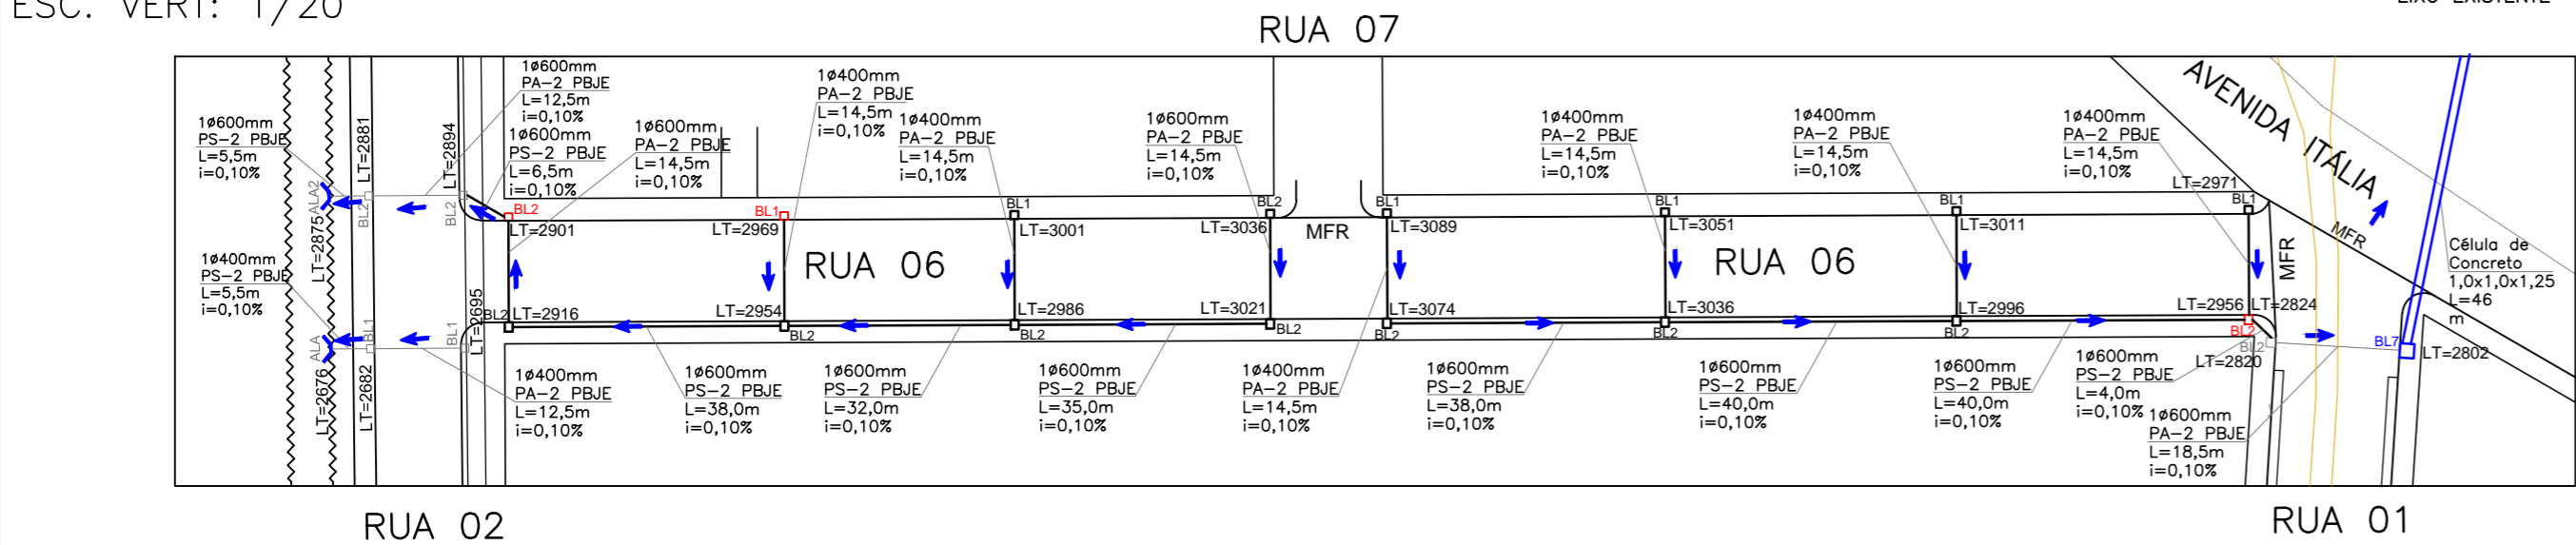 ESC. VERT: 1/20
EIXO EXISTENTE
RUA 07
1ø600mm
PS-2 PBJE
L=5,5m
i=0,10%
1ø600mm
PA-2 PBJE
L=12,5m
i=0,10%
1ø600mm
PS-2 PBJE
L=6,5m
i=0,10%
1ø600mm
PA-2 PBJE
L=14,5m
i=0,10%
1ø400mm
PA-2 PBJE
L=14,5m
i=0,10%
1ø400mm
PA-2 PBJE
L=14,5m
i=0,10%
1ø600mm
PA-2 PBJE
L=14,5m
i=0,10%
1ø400mm
PA-2 PBJE
L=14,5m
i=0,10%
1ø400mm
PA-2 PBJE
L=14,5m
i=0,10%
1ø400mm
PA-2 PBJE
L=14,5m
i=0,10%
AVENIDA ITÁLIA
LT=2881
LT=2894
ALA2
LT=2875
BL2
BL2
BL2
BL1
BL1
BL2
BL1
BL1
BL1
BL1
LT=2971
LT=2901
LT=2969
LT=3001
LT=3036
MFR
LT=3089
LT=3051
LT=3011
MFR
MFR
Célula de
Concreto
1,0x1,0x1,25
L=46
m
RUA 06
RUA 06
1ø400mm
PS-2 PBJE
L=5,5m
i=0,10%
LT=2695
BL2
LT=2916
LT=2954
LT=2986
LT=3021
LT=3074
LT=3036
LT=2996
LT=2956
LT=2824
ALA
BL1
BL1
BL2
BL2
BL2
BL2
BL2
BL2
BL2
BL2
BL7
LT=2802
LT=2820
LT=2676
LT=2682
1ø400mm
PA-2 PBJE
L=12,5m
i=0,10%
1ø600mm
PS-2 PBJE
L=38,0m
i=0,10%
1ø600mm
PS-2 PBJE
L=32,0m
i=0,10%
1ø600mm
PS-2 PBJE
L=35,0m
i=0,10%
1ø400mm
PA-2 PBJE
L=14,5m
i=0,10%
1ø600mm
PS-2 PBJE
L=38,0m
i=0,10%
1ø600mm
PS-2 PBJE
L=40,0m
i=0,10%
1ø600mm
PS-2 PBJE
L=40,0m
i=0,10%
1ø600mm
PS-2 PBJE
L=4,0m
i=0,10%
1ø600mm
PA-2 PBJE
L=18,5m
i=0,10%
RUA 02
RUA 01